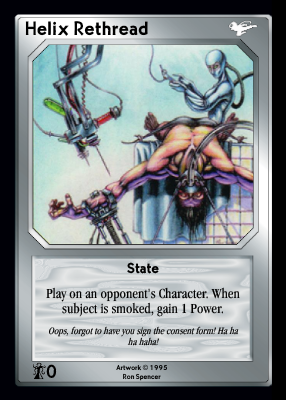 Helix Rethread
State
Play on an opponent's Character. When
subject is smoked, gain 1 Power.
Oops, forgot to have you sign the consent form! Ha ha
ha haha!
0
Artwork © 1995
Ron Spencer